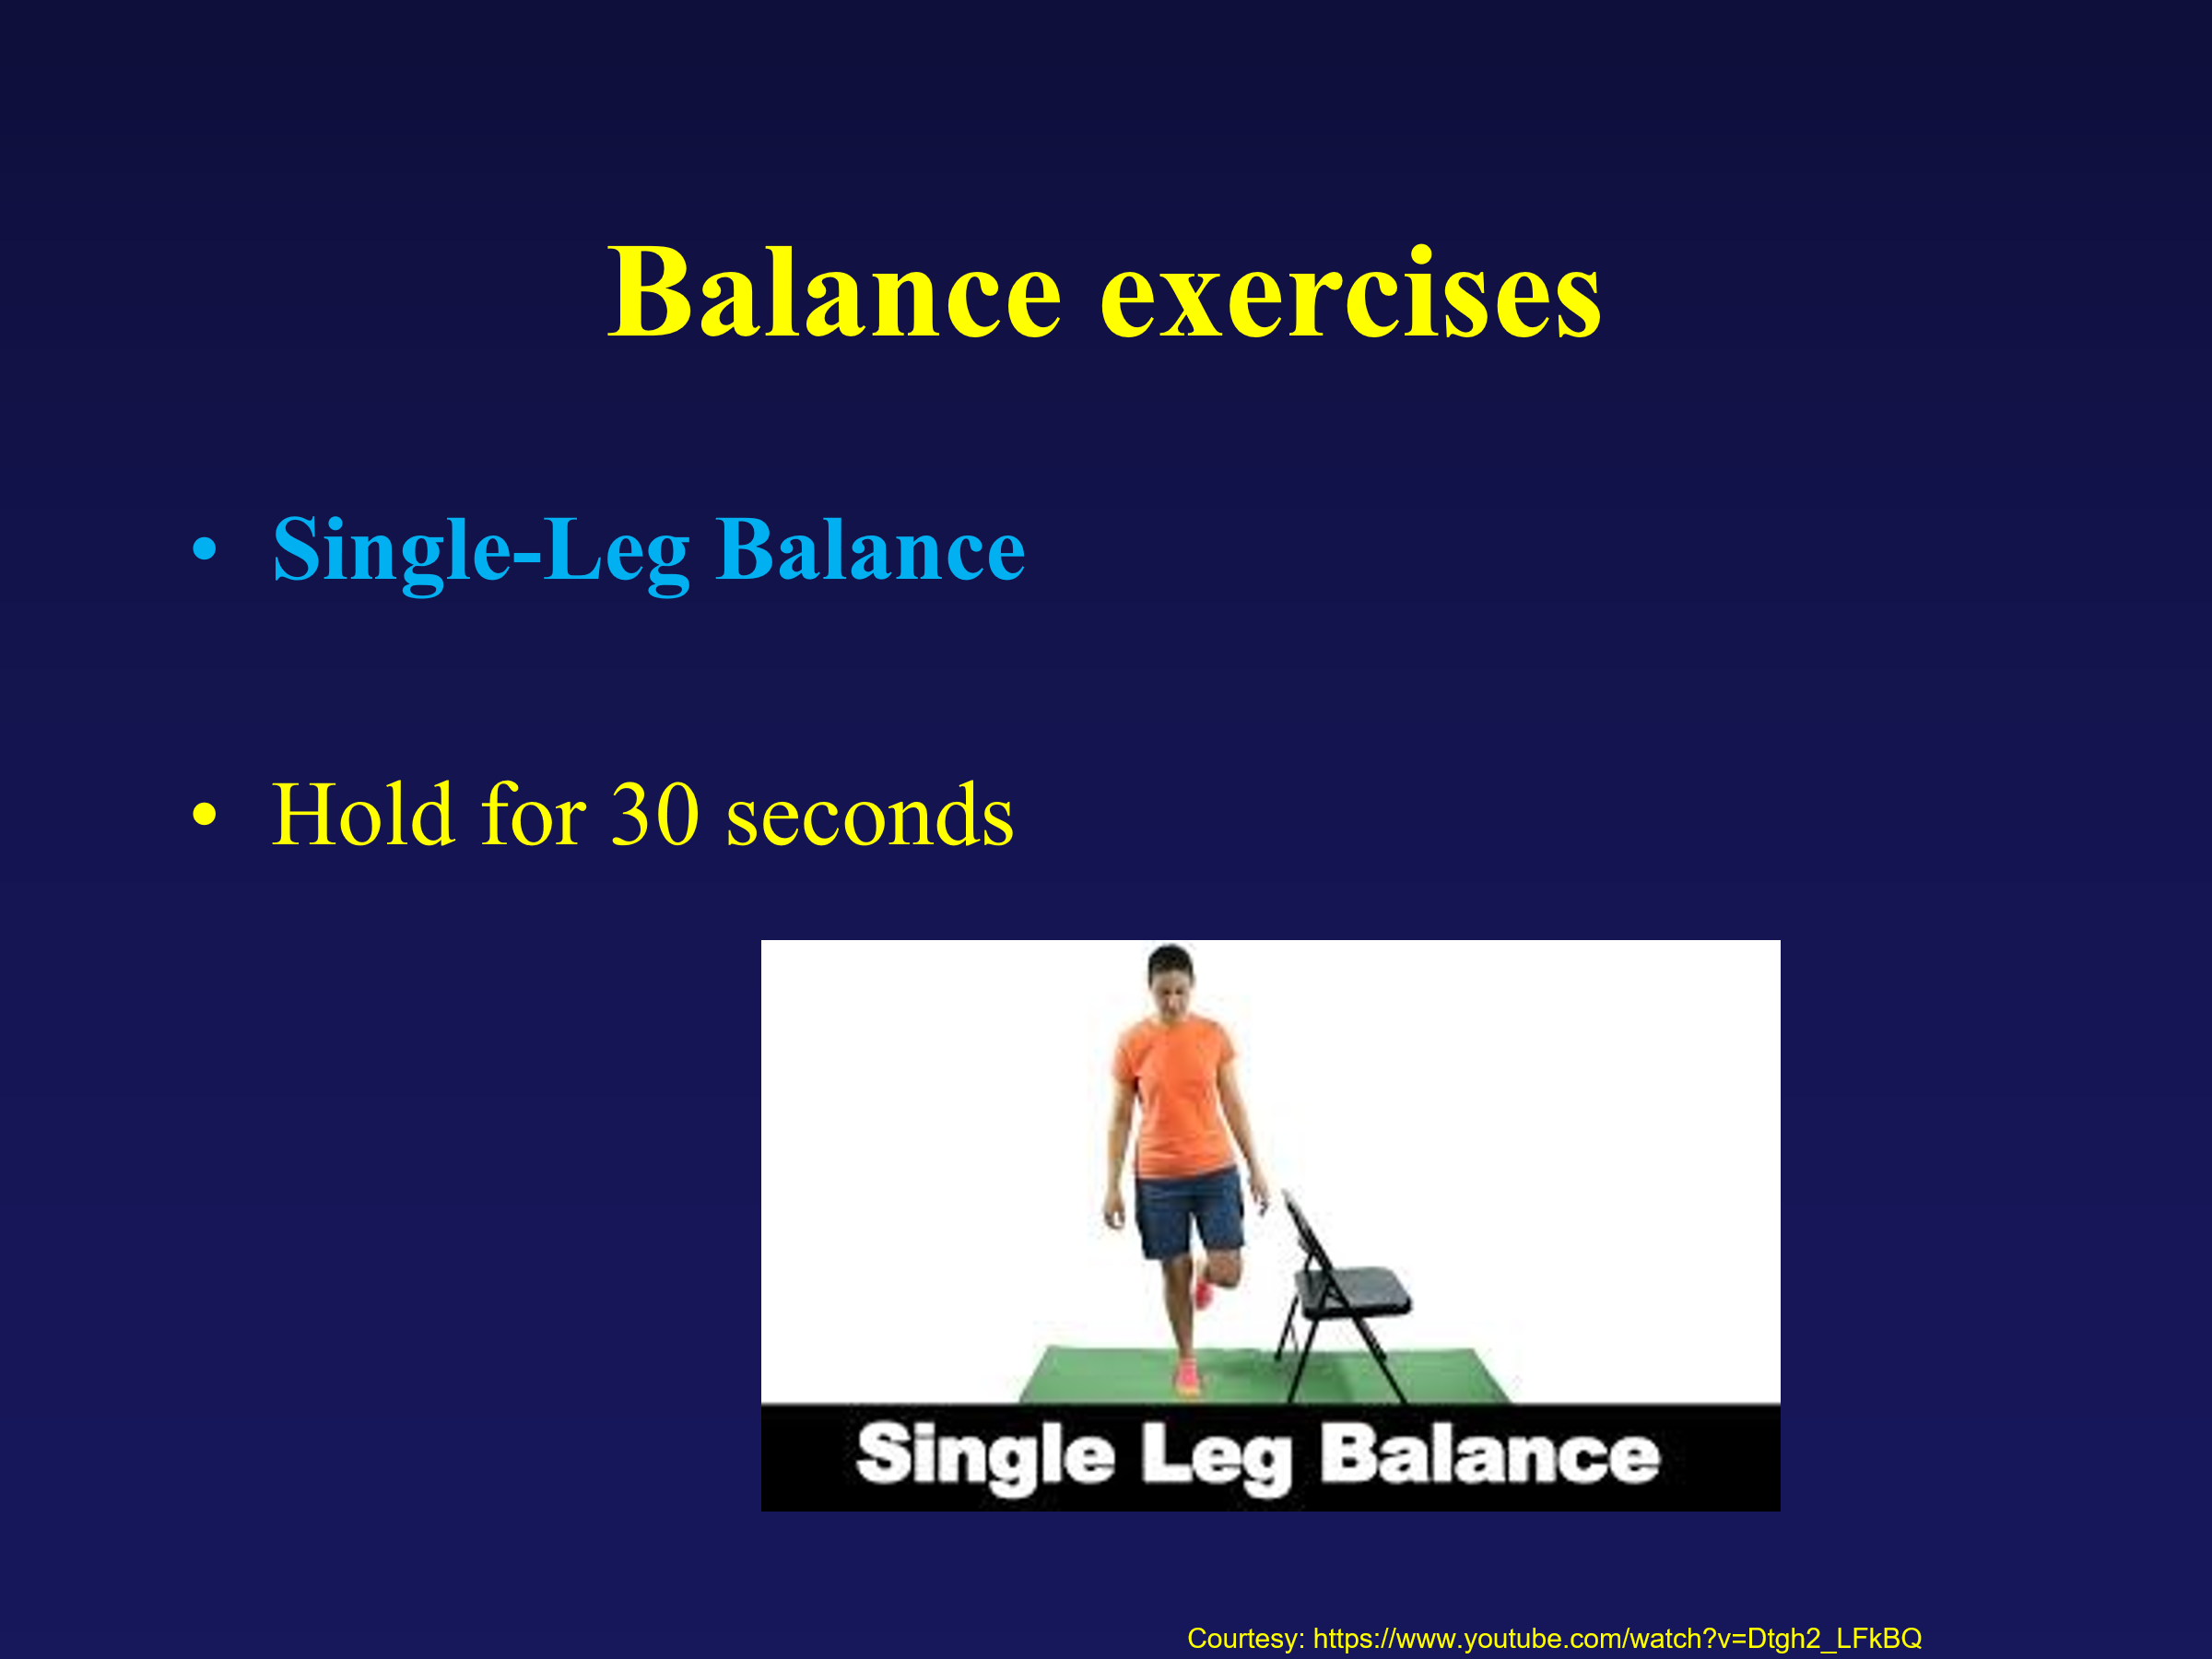 Balance exercises
• Single-Leg Balance
• Hold for 30 seconds
Single Leg Balance
Courtesy: https://www.youtube.com/watch?v=Dtgh2_LFkBQ